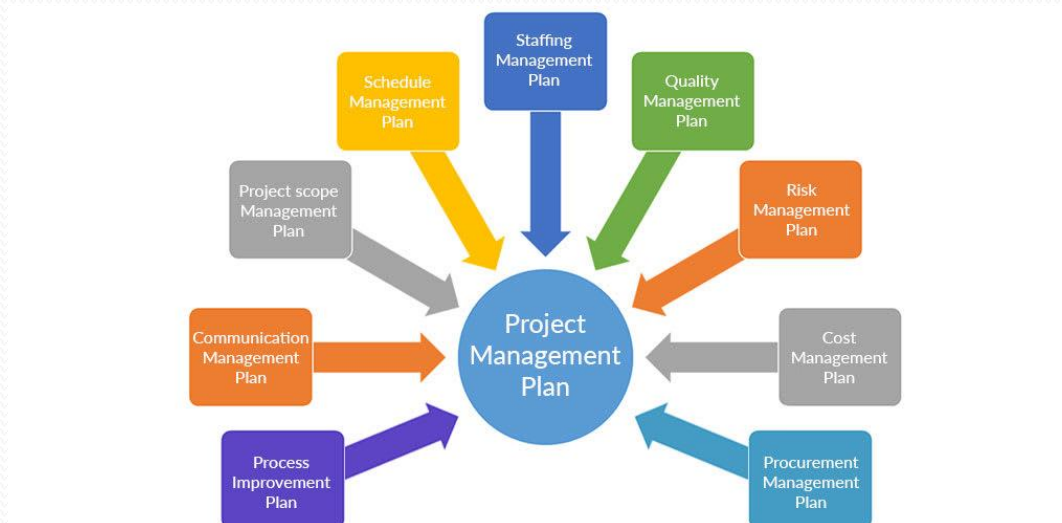 Staffing
Management
Plan
Schedule
Management
Plan
Quality
Management
Plan
Project scope
Management
Plan
Risk
Management
Plan
Project
Management
Plan
Communication
Management
Plan
Cost
Management
Plan
Process
Improvement
Plan
Procurement
Management
Plan